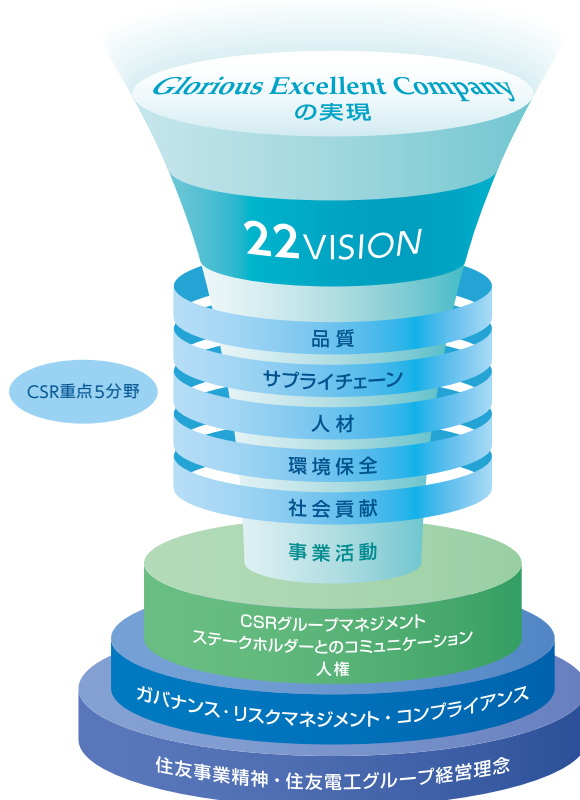 Glorious Excellent Company
の実現
22 VISION
品質
サプライチェーン
CSR重点5分野
人材
環境保全
社会貢献
事業活動
CSRグループマネジメント
ステークホルダーとのコミュニケーション
人権
ガバナンス・リスクマネジメント・コンプライアンス
住友事業精神・住友電工グループ経営理念